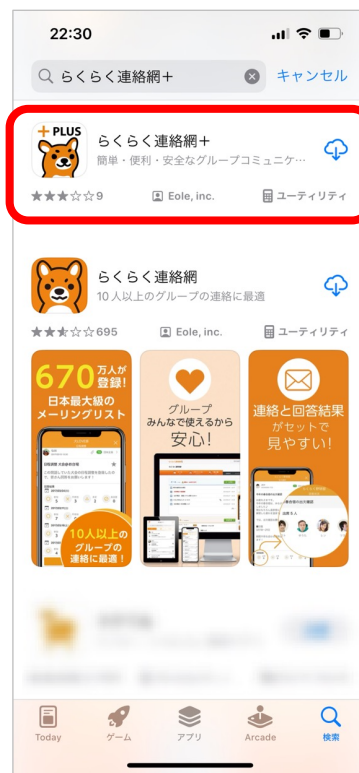 22:30
らくらく連絡網+
キャンセル
+ PLUS
らくらく連絡網+
簡単・便利・安全なグループコミュニケ…
★★★☆☆9
Eole, inc.
ユーティリティ
らくらく連絡網
10人以上のグループの連絡に最適
695
Eole, inc.
ユーティリティ
670万人が登録!
日本最大級の
メーリングリスト
10人以上の
グループの
連絡に最適!
グループ
みんなで使えるから
安心!
連絡と回答結果
がセットで
見やすい!
Today
ゲーム
アプリ
Arcade
検索